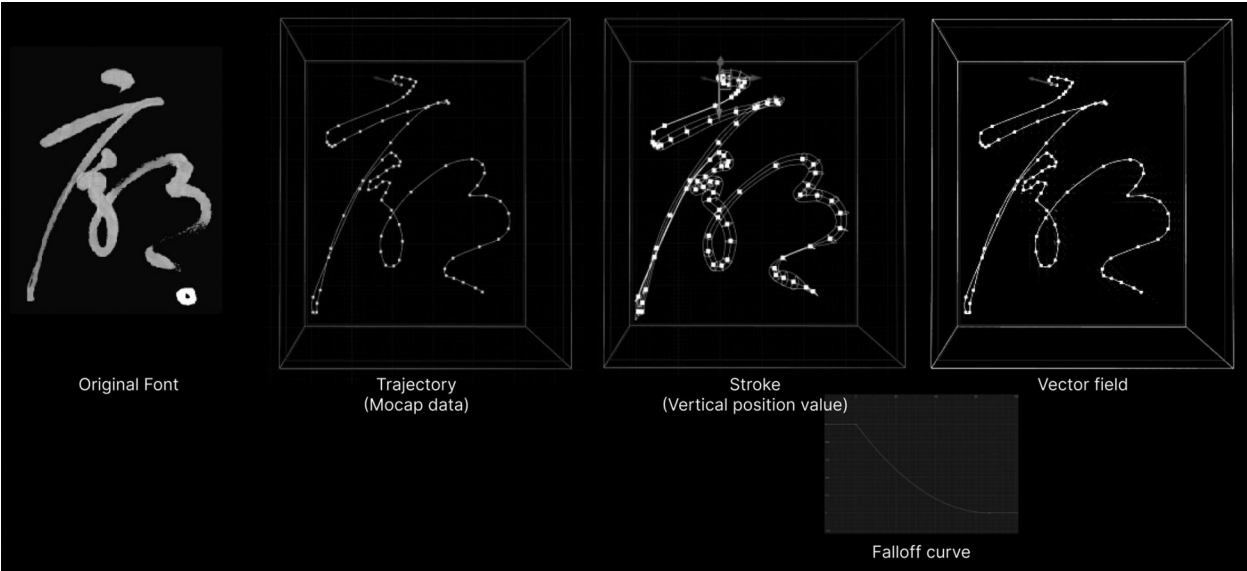 Original Font
Trajectory
(Mocap data)
Stroke
(Vertical position value)
Vector field
Falloff curve